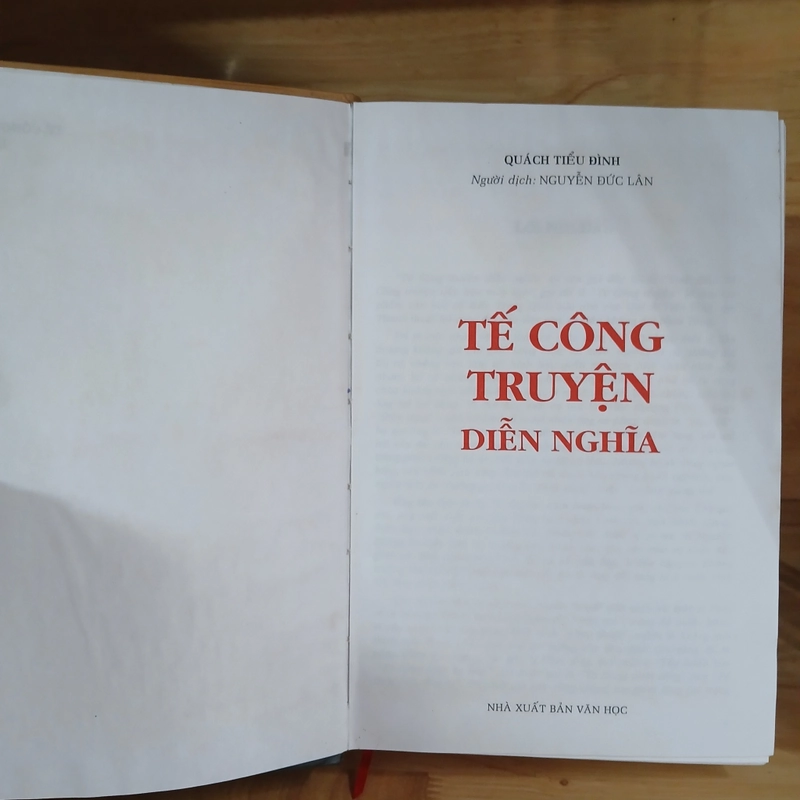 QUÁCH TIỂU ĐÌNH
Người dịch: NGUYỄN ĐỨC LÂN
TẾ CÔNG
TRUYỆN
DIỄN NGHĨA
NHÀ XUẤT BẢN VĂN HỌC